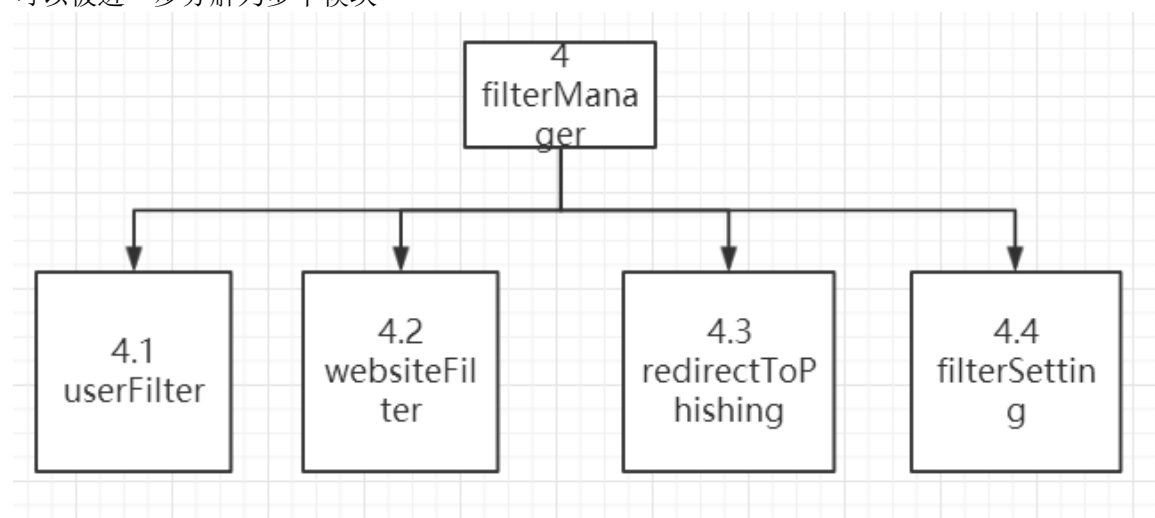 4
filterMana
ger
4.1
userFilter
4.2
websiteFil
ter
4.3
redirectToP
hishing
4.4
filterSettin
g